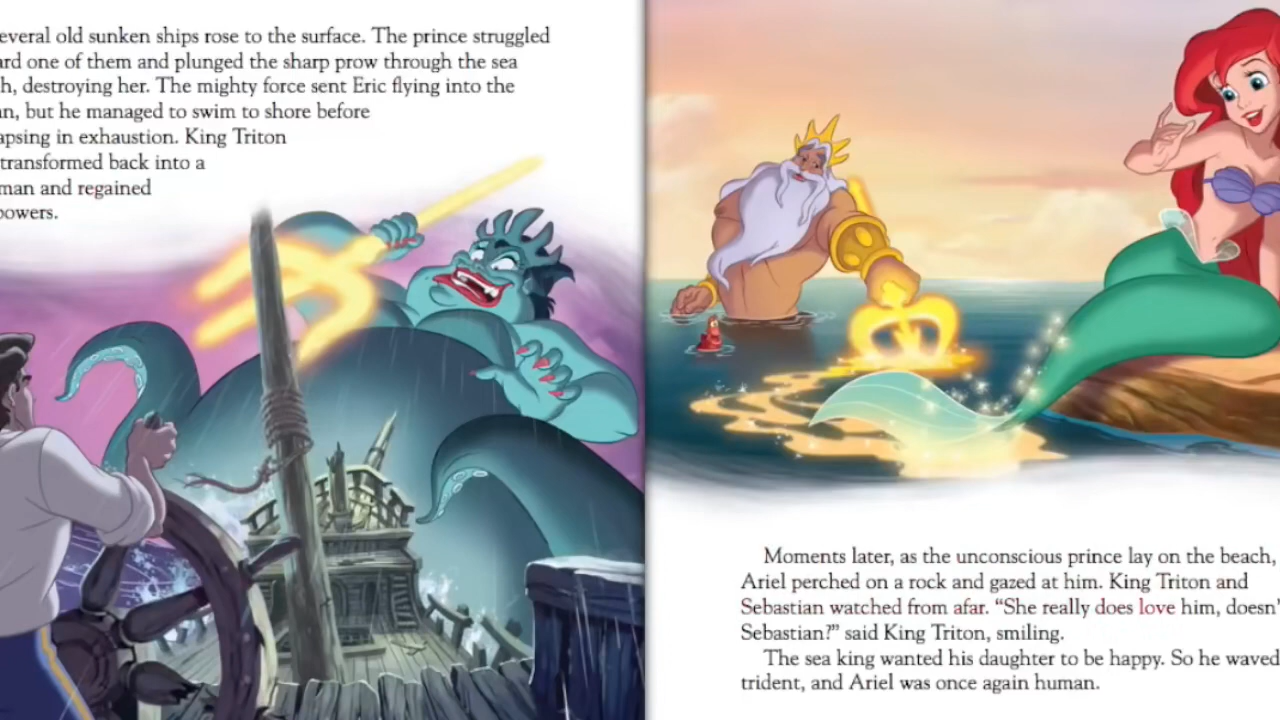 everal old sunken ships rose to the surface. The prince struggled
ard one of them and plunged the sharp prow through the sea
h, destroying her. The mighty force sent Eric flying into the
an, but he managed to swim to shore before
apsing in exhaustion. King Triton
transformed back into a
man and regained
powers.
Moments later, as the unconscious prince lay on the beach,
Ariel perched on a rock and gazed at him. King Triton and
Sebastian watched from afar. “She really does love him, doesn’
Sebastian?” said King Triton, smiling.
The sea king wanted his daughter to be happy. So he waved
trident, and Ariel was once again human.